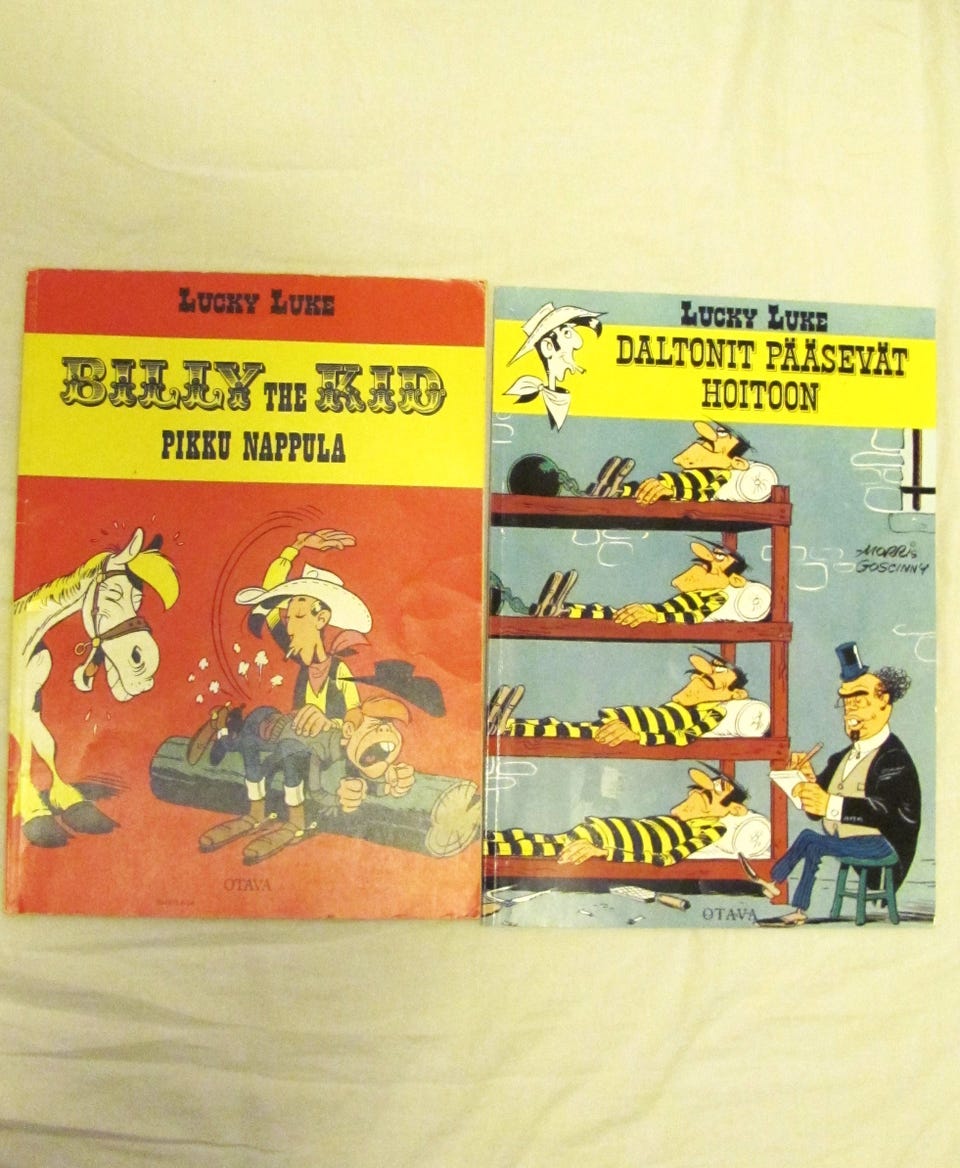 LUCKY LUKE
BILLY THE KID
PIKKU NAPPULA
OTAVA
LUCKY LUKE
DALTONIT PÄÄSEVÄT
HOITOON
MORRIS
GOSCINNY
OTAVA